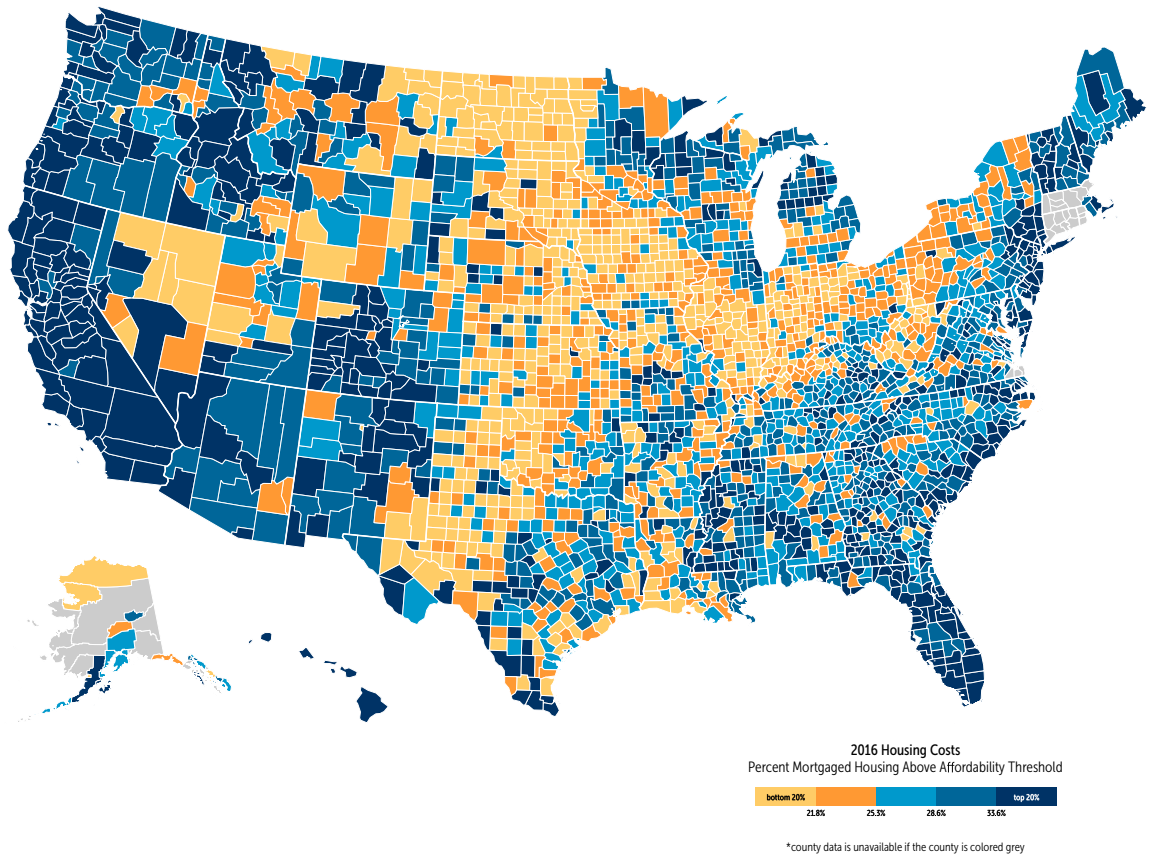 2016 Housing Costs
Percent Mortgaged Housing Above Affordability Threshold
bottom 20% top 20%
21.8% 25.3% 28.6% 33.6%
*county data is unavailable if the county is colored grey